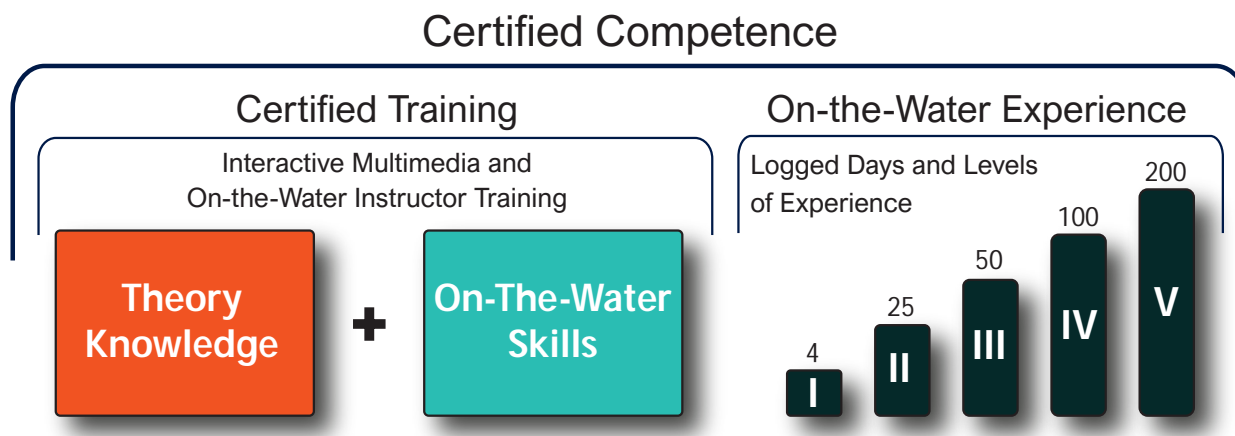 Certified Competence
Certified Training
Interactive Multimedia and
On-the-Water Instructor Training
Theory
Knowledge
+
On-The-Water
Skills
On-the-Water Experience
Logged Days and Levels
of Experience
4
I
25
II
50
III
100
IV
200
V